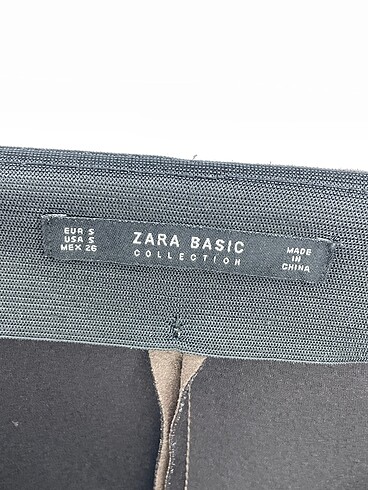 EUR S
USA S
MEX 26
ZARA BASIC
COLLECTION
MADE
IN
CHINA